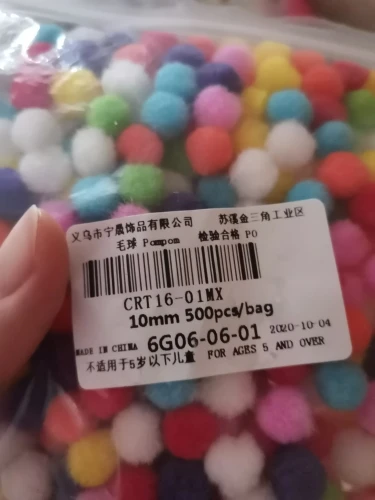 义乌市宁晨饰品有限公司 苏溪金三角工业区
毛球 Pompom 检验合格 PO
CRT16-01MX
10mm 500pcs/bag
MADE IN CHINA 6G06-06-01 2020-10-04
不适用于5岁以下儿童 FOR AGES 5 AND OVER